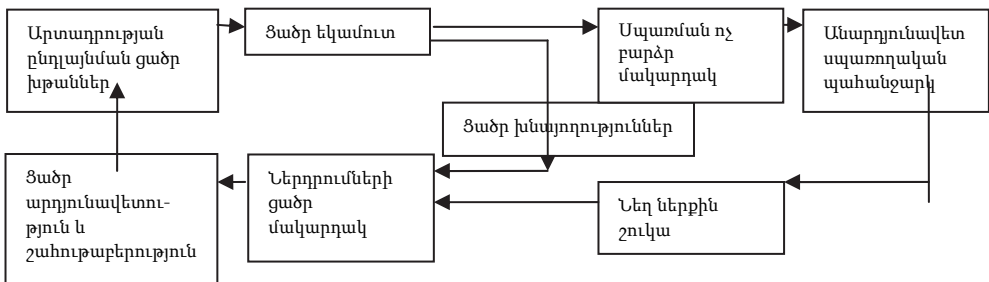 Արտադրության
ընդլայնման ցածր
խթաններ
Ցածր եկամուտ
Սպառման ոչ
բարձր
մակարդակ
Անարդյունավետ
սպառողական
պահանջարկ
Ցածր խնայողություններ
Ցածր
արդյունավետու-
թյուն և
շահութաբերություն
Ներդրումների
ցածր
մակարդակ
Նեղ ներքին
շուկա